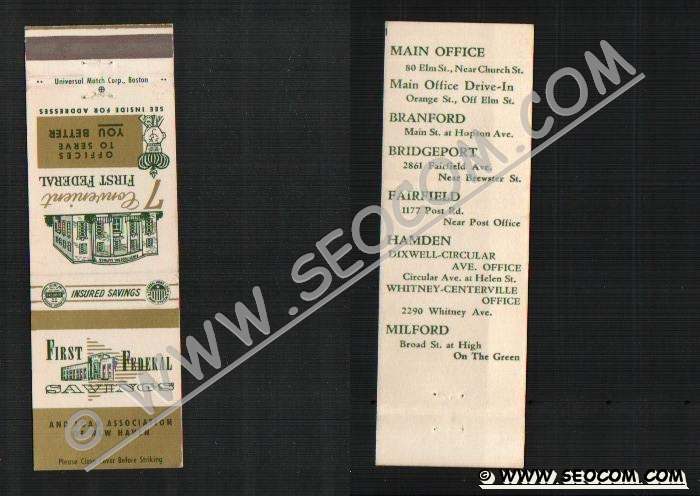 Universal Match Corp., Boston
SEE INSIDE FOR ADDRESSES
7 Convenient
FIRST FEDERAL
OFFICES
TO SERVE
YOU BETTER
INSURED SAVINGS
FIRST FEDERAL
SAVINGS
AND LOAN ASSOCIATION
OF NEW HAVEN
Please Close Cover Before Striking
MAIN OFFICE
80 Elm St., Near Church St.
Main Office Drive-In
Orange St., Off Elm St.
BRANFORD
Main St. at Hopson Ave.
BRIDGEPORT
2861 Fairfield Ave.
Near Brewster St.
FAIRFIELD
1177 Post Rd.
Near Post Office
HAMDEN
DIXWELL-CIRCULAR
AVE. OFFICE
Circular Ave. at Helen St.
WHITNEY-CENTERVILLE
OFFICE
2290 Whitney Ave.
MILFORD
Broad St. at High
On The Green
© WWW.SEOCOM.COM
© WWW.SEOCOM.COM